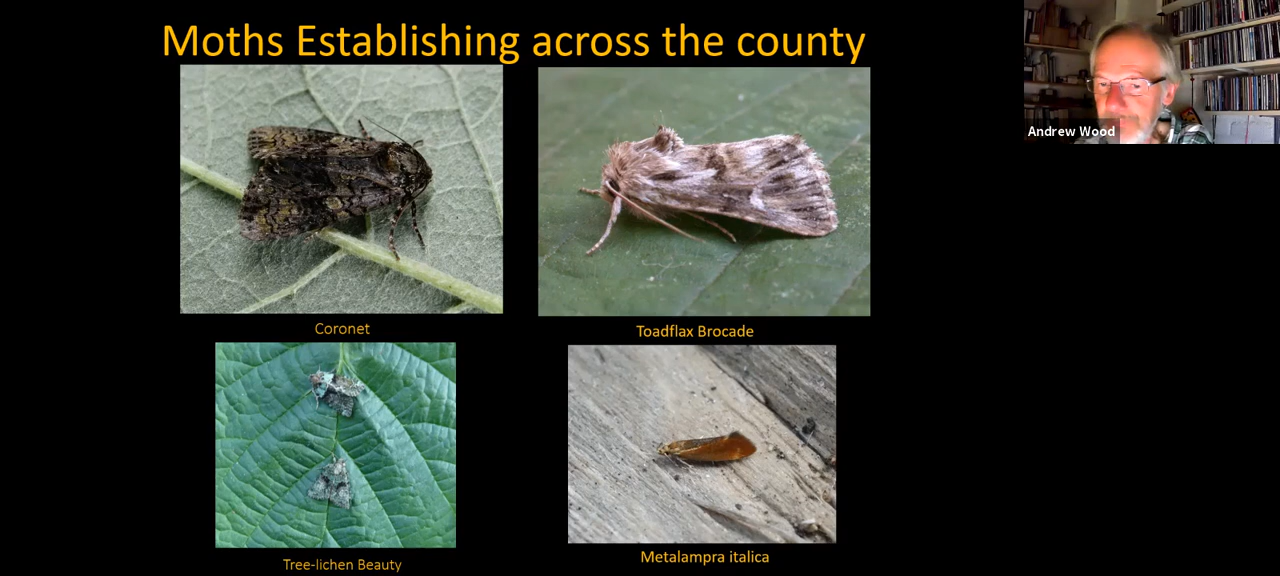 Moths Establishing across the county
Andrew Wood
Coronet
Toadflax Brocade
Tree-lichen Beauty
Metalampra italica